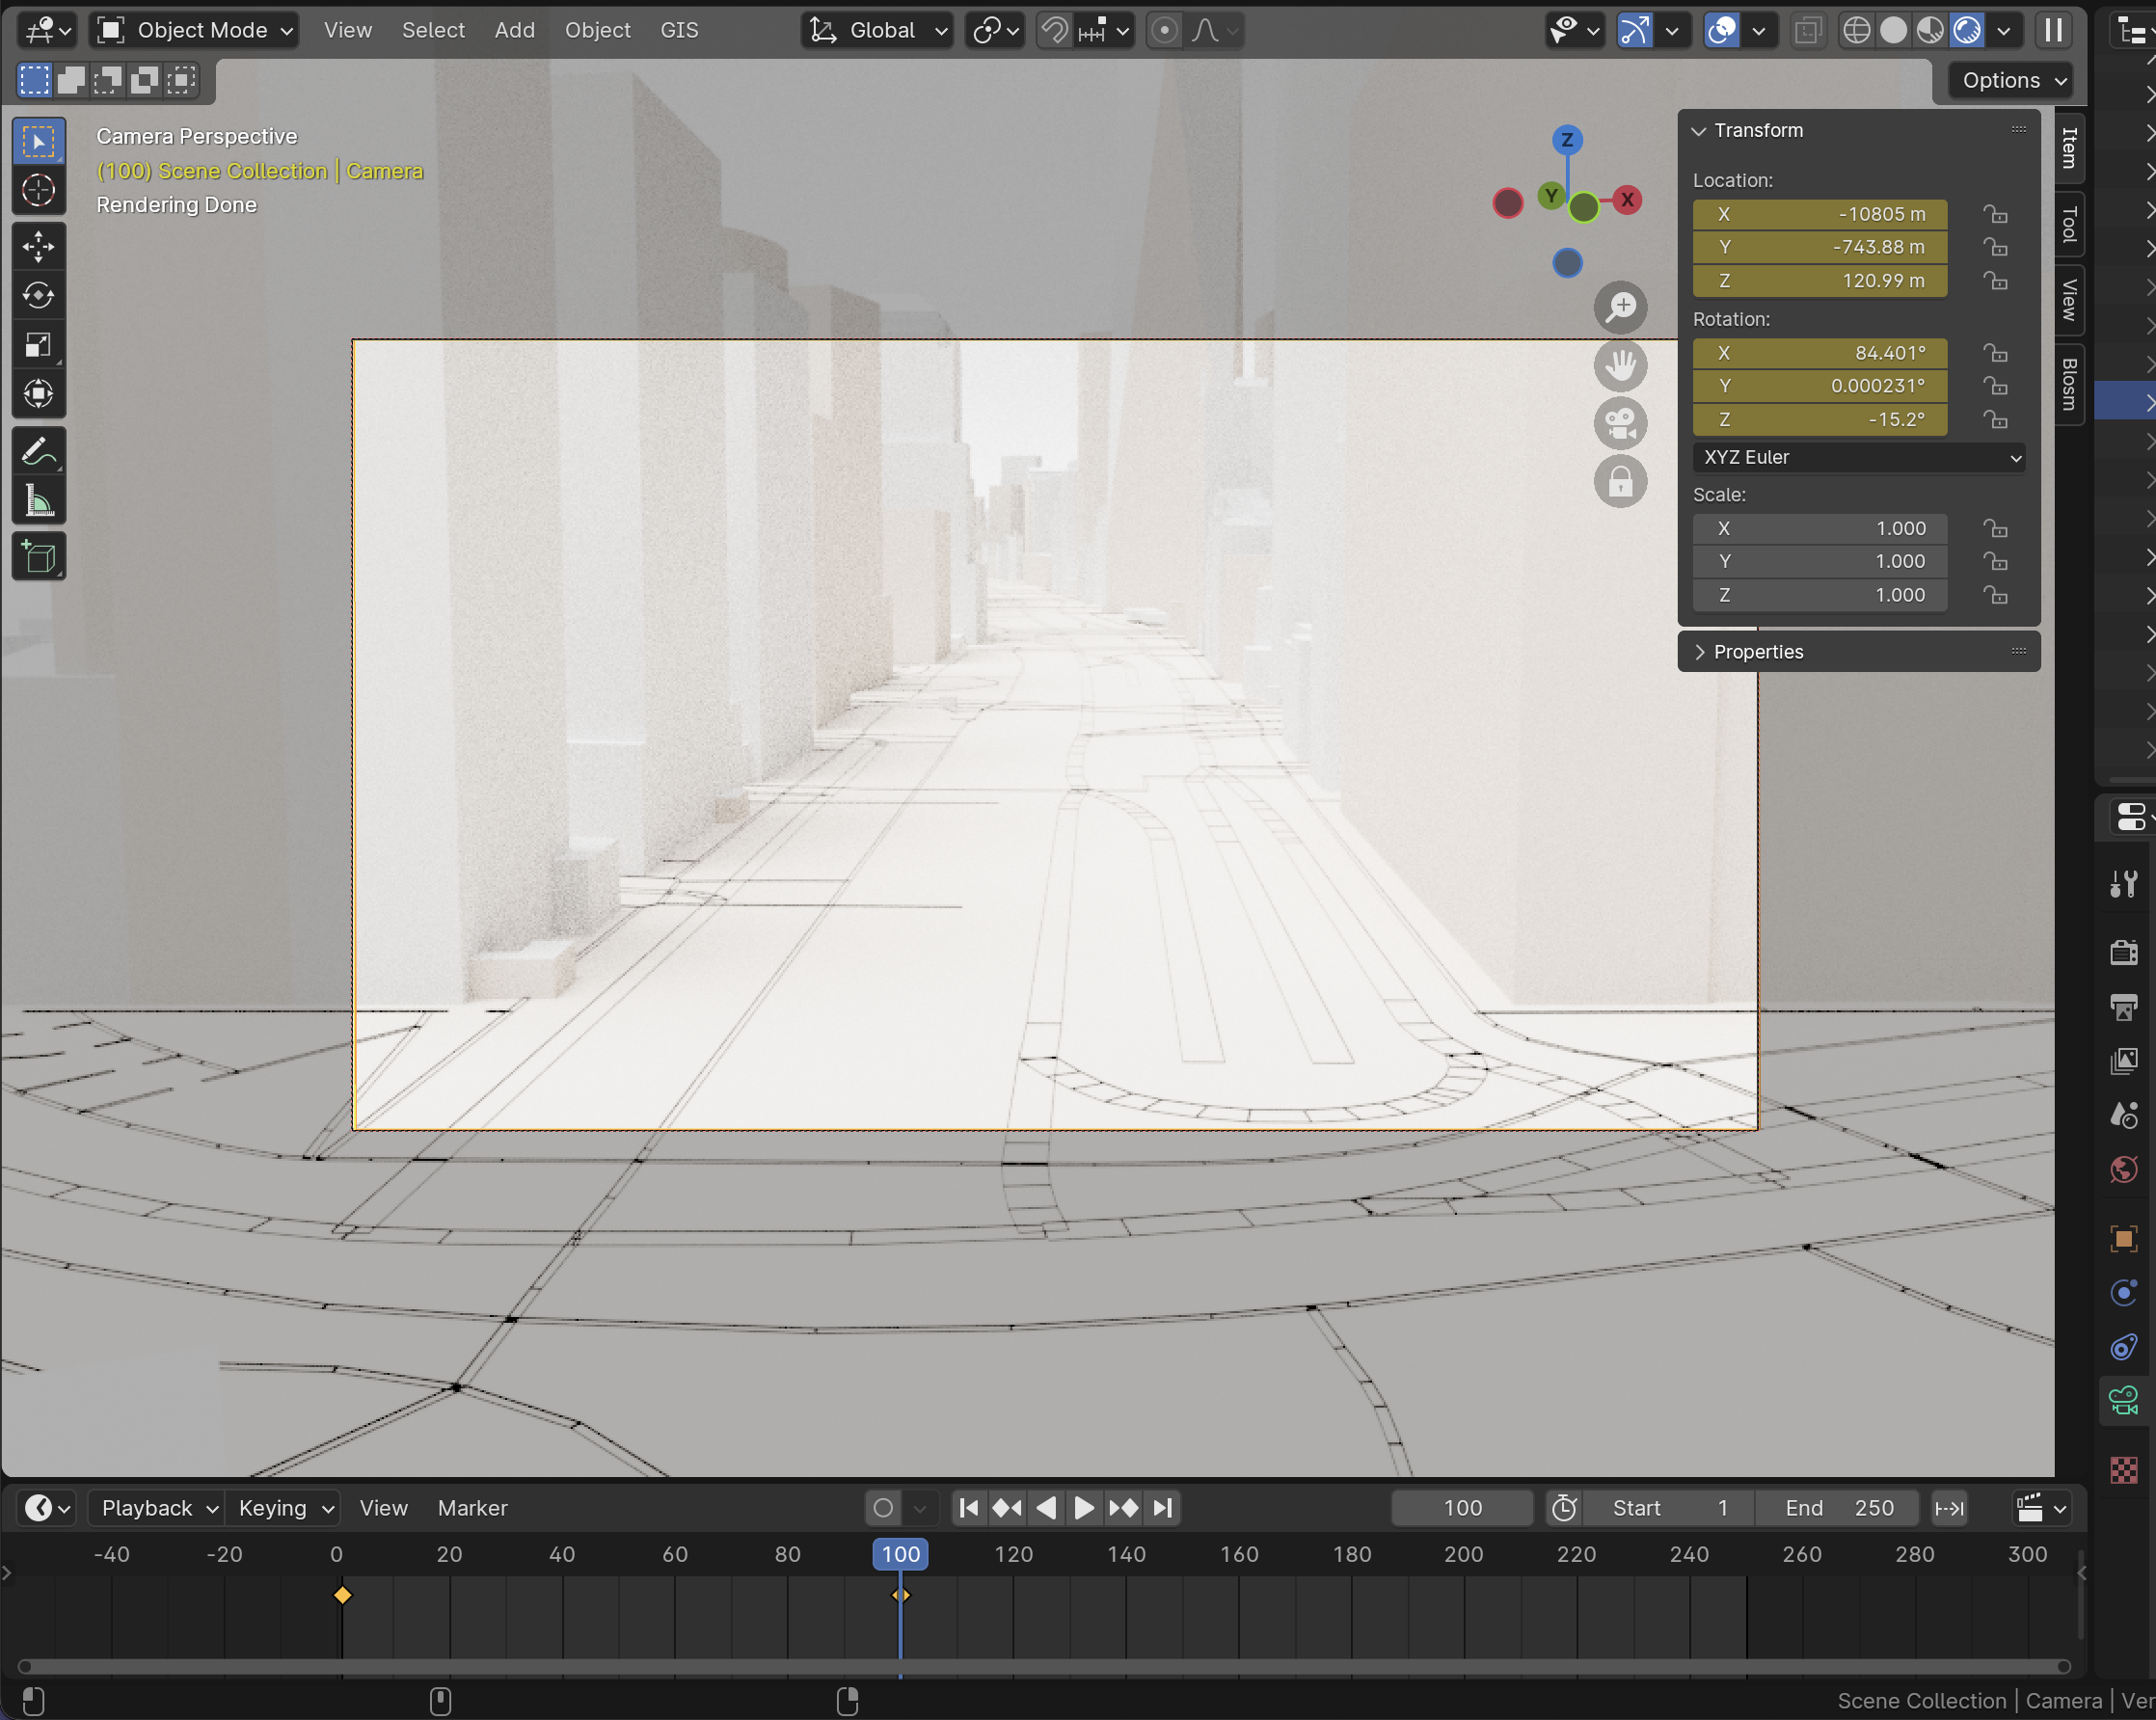 Object Mode View Select Add Object GIS Global
Options
Camera Perspective
(100) Scene Collection | Camera
Rendering Done
Z
Y
X
Transform
Location:
X -10805 m
Y -743.88 m
Z 120.99 m
Rotation:
X 84.401°
Y 0.000231°
Z -15.2°
XYZ Euler
Scale:
X 1.000
Y 1.000
Z 1.000
Properties
Item
Tool
View
Blosm
Playback Keying View Marker 100 Start 1 End 250
-40 -20 0 20 40 60 80 100 120 140 160 180 200 220 240 260 280 300
Scene Collection | Camera | Ver